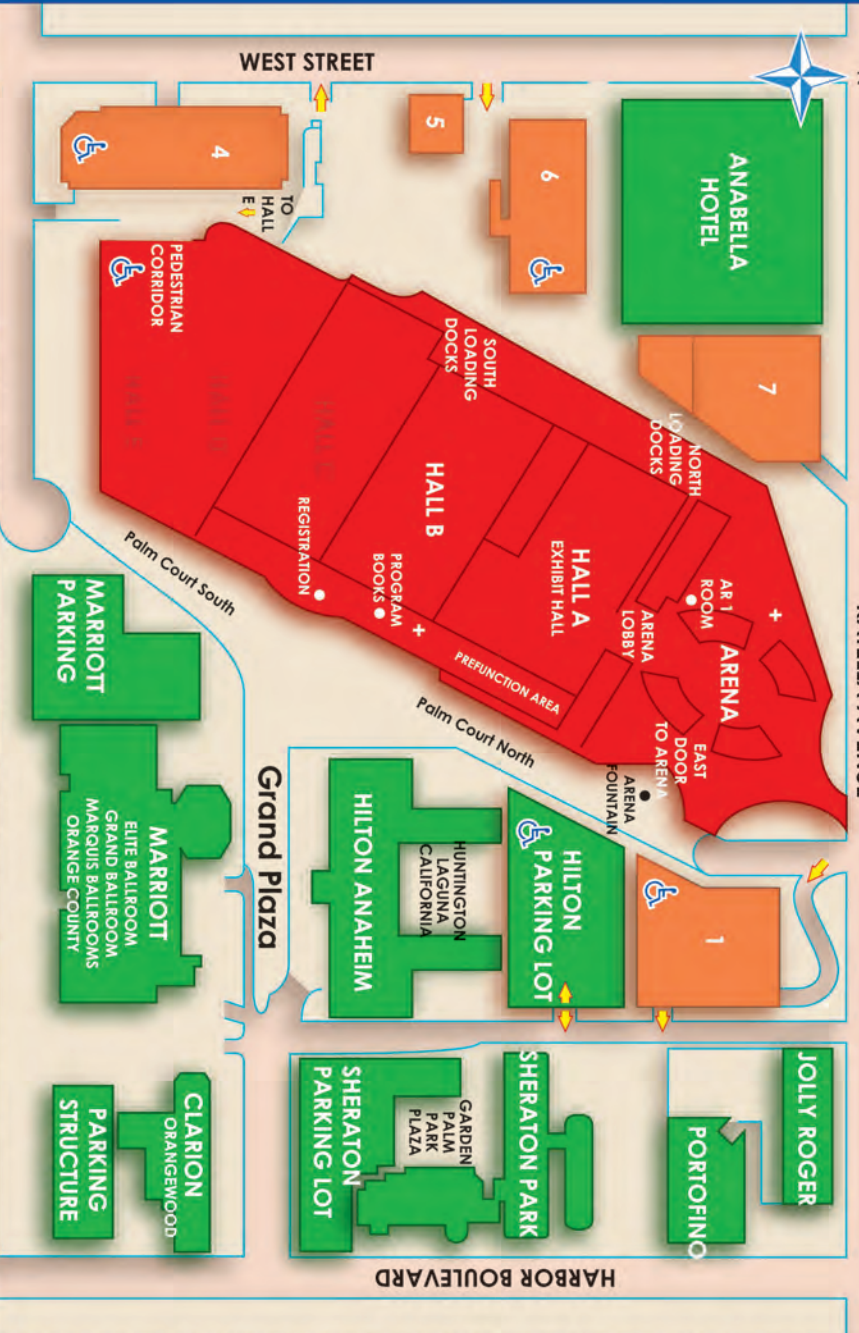 WEST STREET
4
TO
HALL
E
5
6
ANABELLA
HOTEL
7
PEDESTRIAN
CORRIDOR
SOUTH
LOADING
DOCKS
NORTH
LOADING
DOCKS
HALL B
HALL A
EXHIBIT HALL
REGISTRATION
PROGRAM
BOOKS
PREFUNCTION AREA
AR 1
ROOM
ARENA
LOBBY
ARENA
EAST
DOOR
TO ARENA
ARENA
FOUNTAIN
Palm Court South
Palm Court North
MARRIOTT
PARKING
MARRIOTT
ELITE BALLROOM
GRAND BALLROOM
MARQUIS BALLROOMS
ORANGE COUNTY
Grand Plaza
HILTON ANAHEIM
HUNTINGTON
LAGUNA
CALIFORNIA
HILTON
PARKING LOT
1
CLARION
ORANGEWOOD
PARKING
STRUCTURE
SHERATON
PARKING LOT
GARDEN
PALM
PARK
PLAZA
SHERATON PARK
PORTOFINO
JOLLY ROGER
HARBOR BOULEVARD